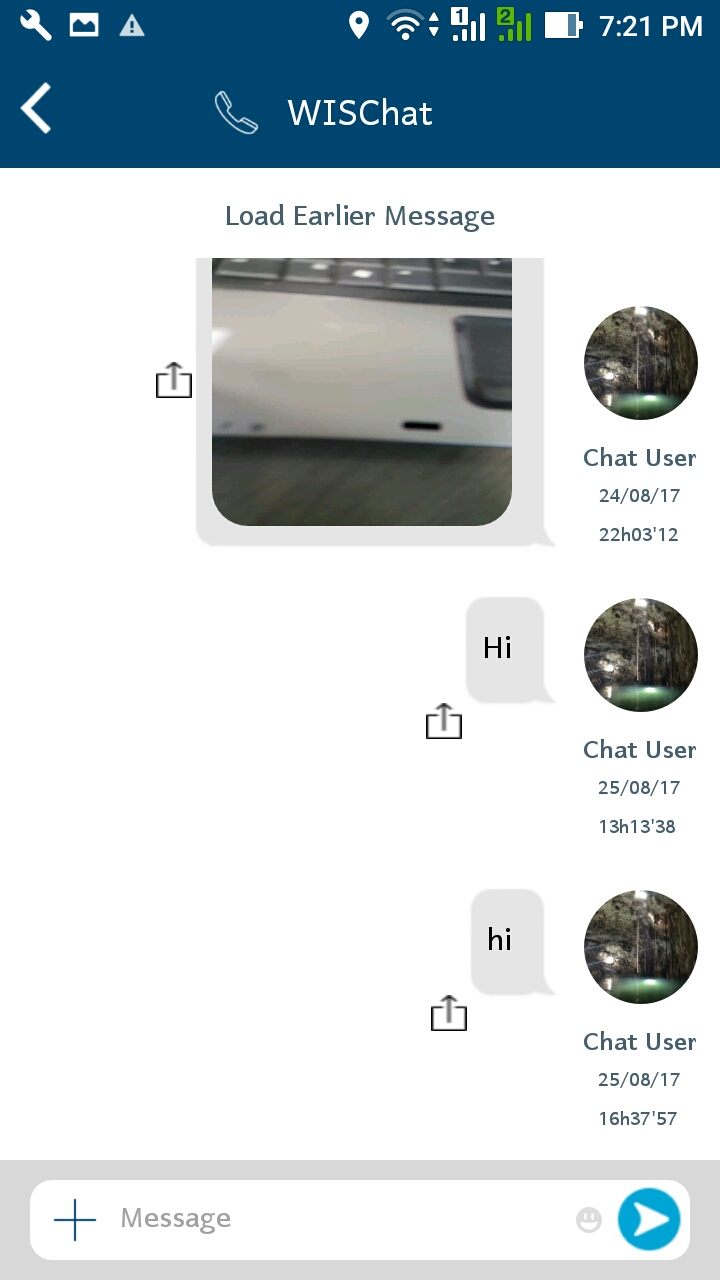 1
2
7:21 PM
WISChat
Load Earlier Message
Chat User
24/08/17
22h03'12
Hi
Chat User
25/08/17
13h13'38
hi
Chat User
25/08/17
16h37'57
Message